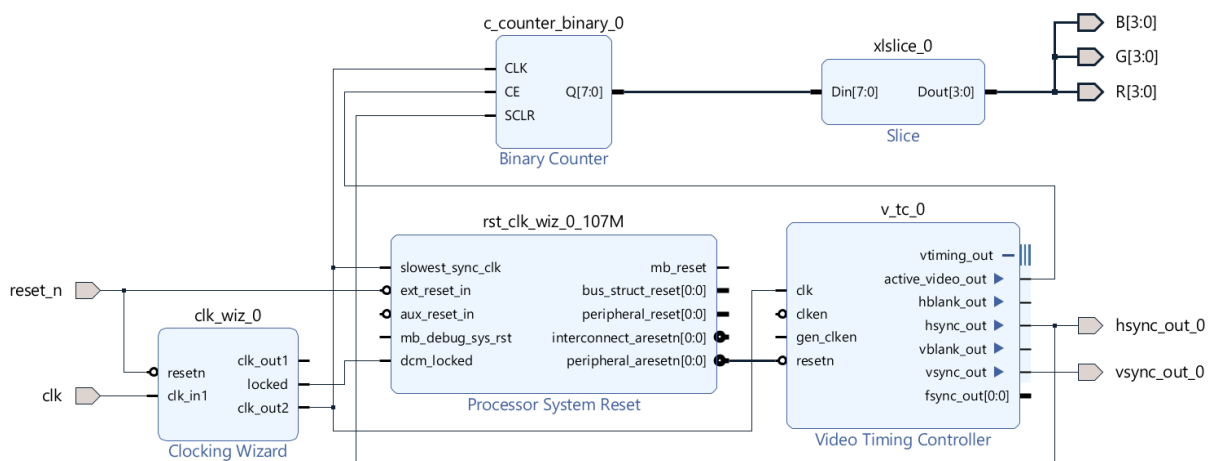 c_counter_binary_0
CLK
CE
SCLR
Q[7:0]
Binary Counter
xlslice_0
Din[7:0]
Dout[3:0]
Slice
B[3:0]
G[3:0]
R[3:0]
rst_clk_wiz_0_107M
slowest_sync_clk
ext_reset_in
aux_reset_in
mb_debug_sys_rst
dcm_locked
mb_reset
bus_struct_reset[0:0]
peripheral_reset[0:0]
interconnect_aresetn[0:0]
peripheral_aresetn[0:0]
Processor System Reset
v_tc_0
clk
clken
gen_clken
resetn
vtiming_out
active_video_out
hblank_out
hsync_out
vblank_out
vsync_out
fsync_out[0:0]
Video Timing Controller
reset_n
clk
clk_wiz_0
resetn
clk_in1
clk_out1
locked
clk_out2
Clocking Wizard
hsync_out_0
vsync_out_0